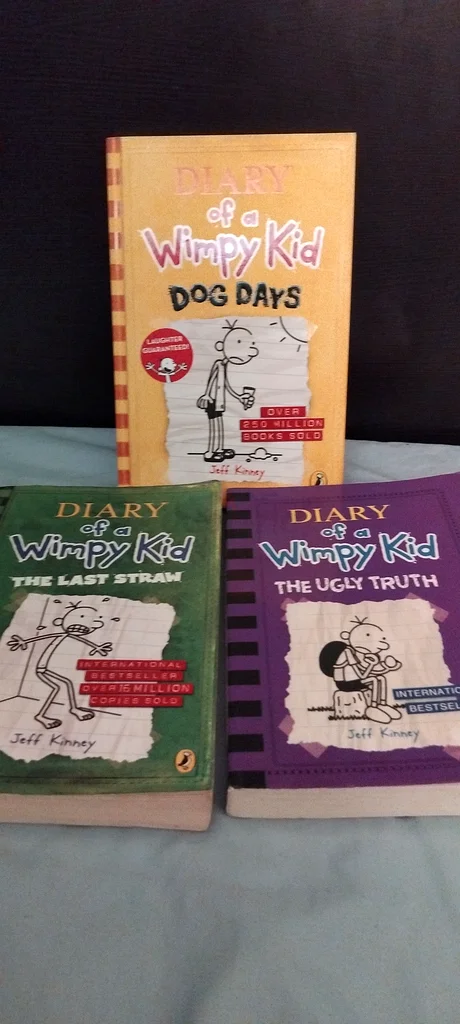 DIARY
of a
Wimpy Kid
DOG DAYS
LAUGHTER
GUARANTEED!
OVER
250 MILLION
BOOKS SOLD
Jeff Kinney
DIARY
of a
Wimpy Kid
THE LAST STRAW
INTERNATIONAL
BESTSELLER
OVER 16 MILLION
COPIES SOLD
Jeff Kinney
DIARY
of a
Wimpy Kid
THE UGLY TRUTH
INTERNATIO
BESTSEL
Jeff Kinney